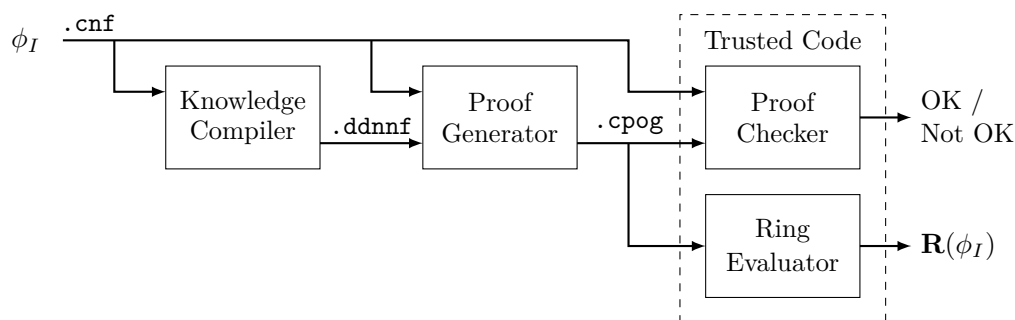 .cnf
ϕ_I
Trusted Code
Knowledge
Compiler
.ddnnf
Proof
Generator
.cpog
Proof
Checker
OK /
Not OK
Ring
Evaluator
R(ϕ_I)